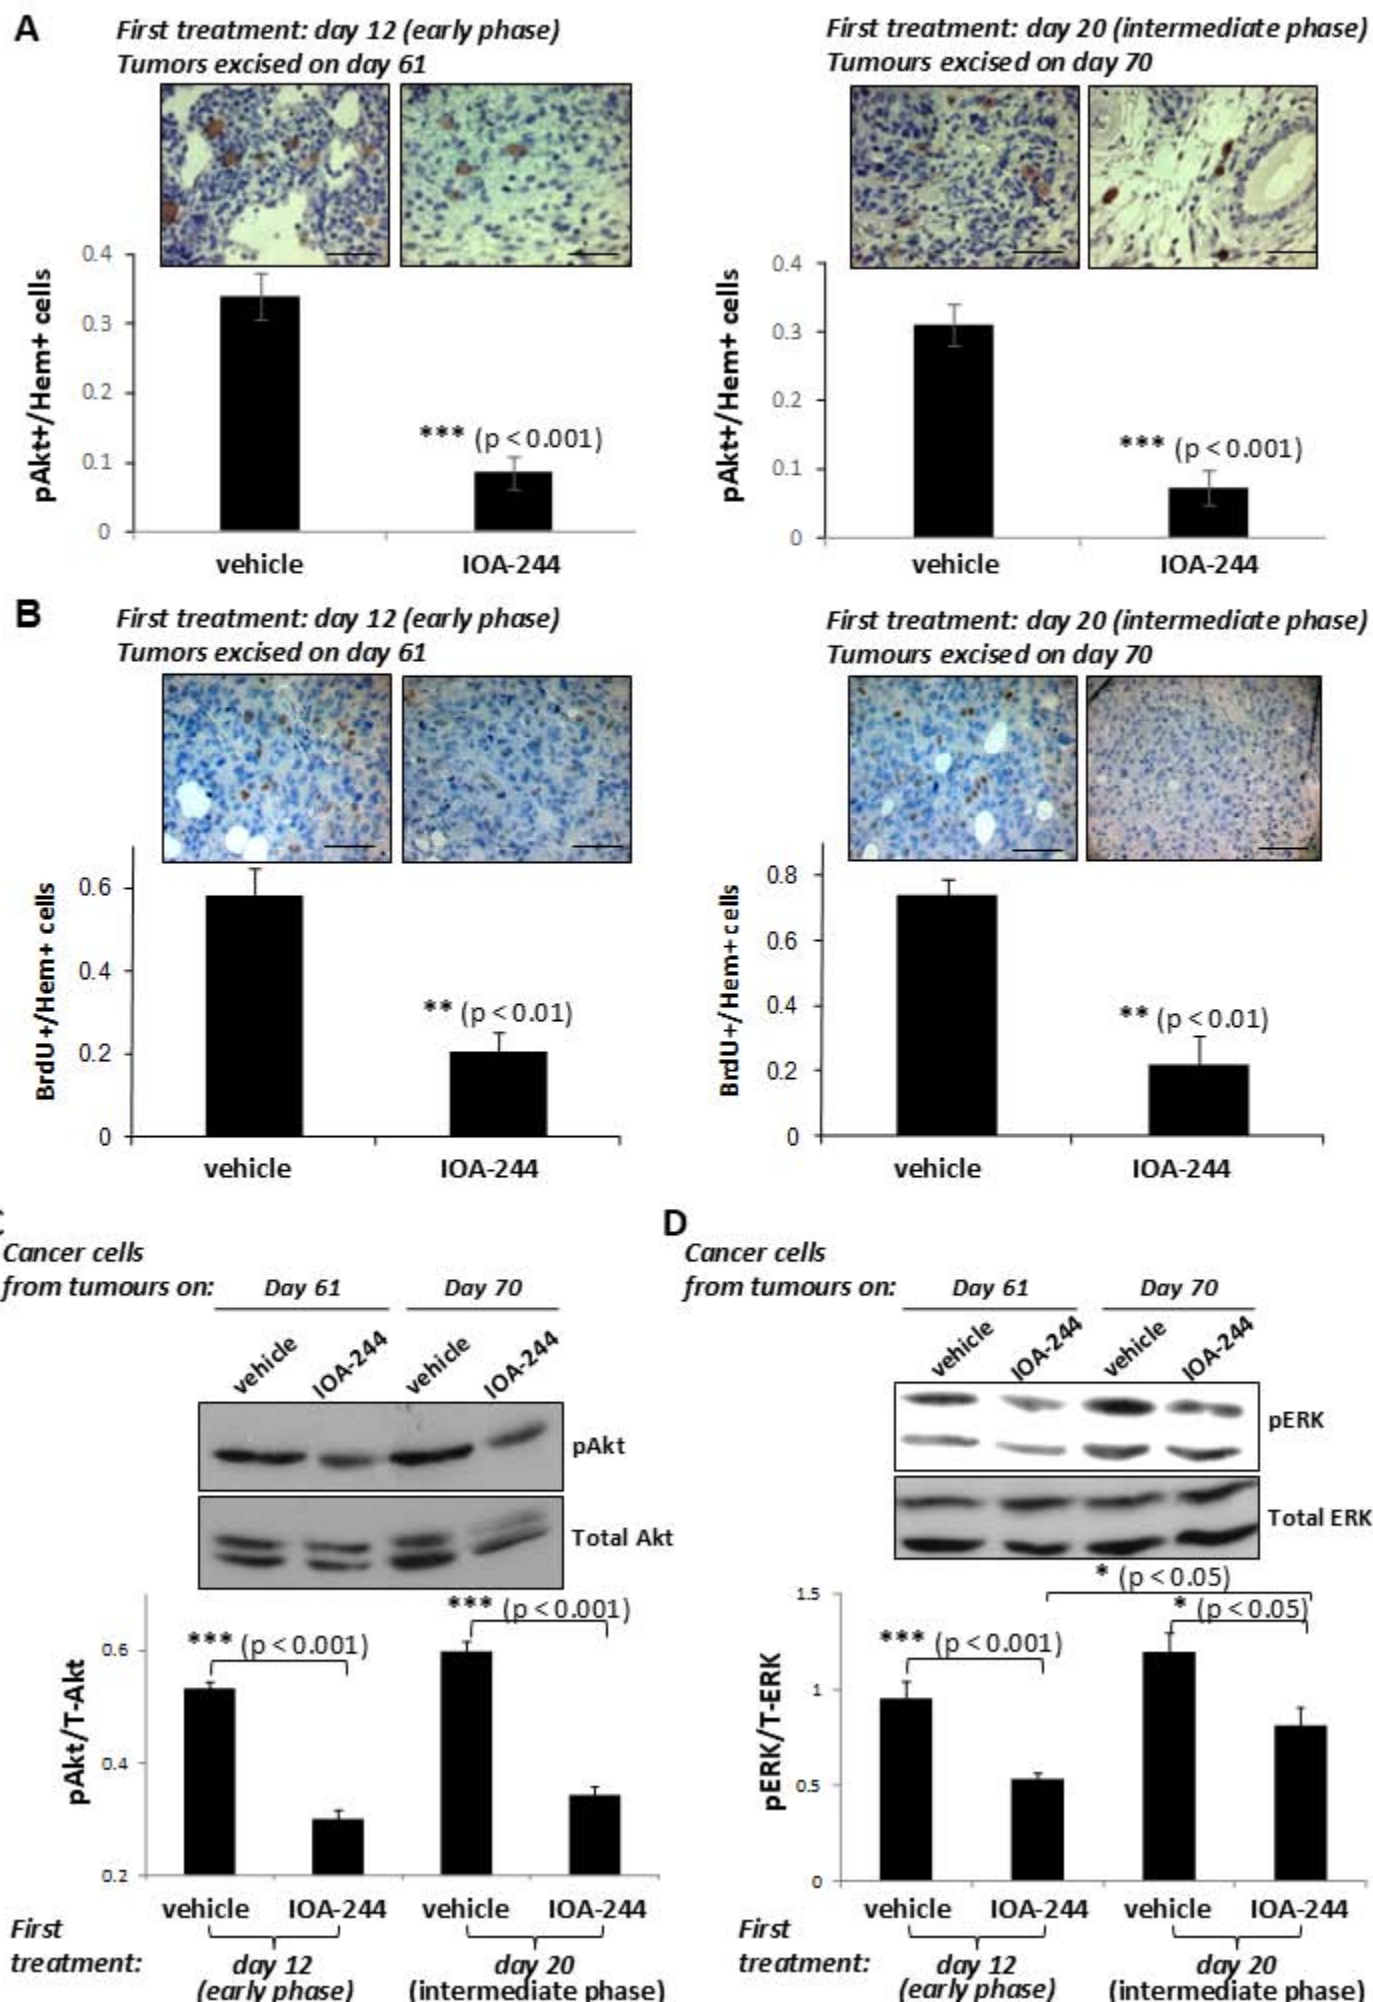 A
First treatment: day 12 (early phase)
Tumors excised on day 61
0.4
0.3
0.2
0.1
0
pAkt+/Hem+ cells
*** (p < 0.001)
vehicle
IOA-244
First treatment: day 20 (intermediate phase)
Tumours excised on day 70
0.4
0.3
0.2
0.1
0
pAkt+/Hem+ cells
*** (p < 0.001)
vehicle
IOA-244
B
First treatment: day 12 (early phase)
Tumors excised on day 61
0.6
0.4
0.2
0
BrdU+/Hem+ cells
** (p < 0.01)
vehicle
IOA-244
First treatment: day 20 (intermediate phase)
Tumours excised on day 70
0.8
0.6
0.4
0.2
0
BrdU+/Hem+ cells
** (p < 0.01)
vehicle
IOA-244
Cancer cells
from tumours on:
Day 61
Day 70
vehicle
IOA-244
vehicle
IOA-244
pAkt
Total Akt
*** (p < 0.001)
*** (p < 0.001)
0.6
0.4
0.2
pAkt/T-Akt
vehicle
IOA-244
vehicle
IOA-244
First
treatment:
day 12
(early phase)
day 20
(intermediate phase)
D
Cancer cells
from tumours on:
Day 61
Day 70
vehicle
IOA-244
vehicle
IOA-244
pERK
Total ERK
* (p < 0.05)
* (p < 0.05)
*** (p < 0.001)
1.5
1
0.5
0
pERK/T-ERK
vehicle
IOA-244
vehicle
IOA-244
First
treatment:
day 12
(early phase)
day 20
(intermediate phase)